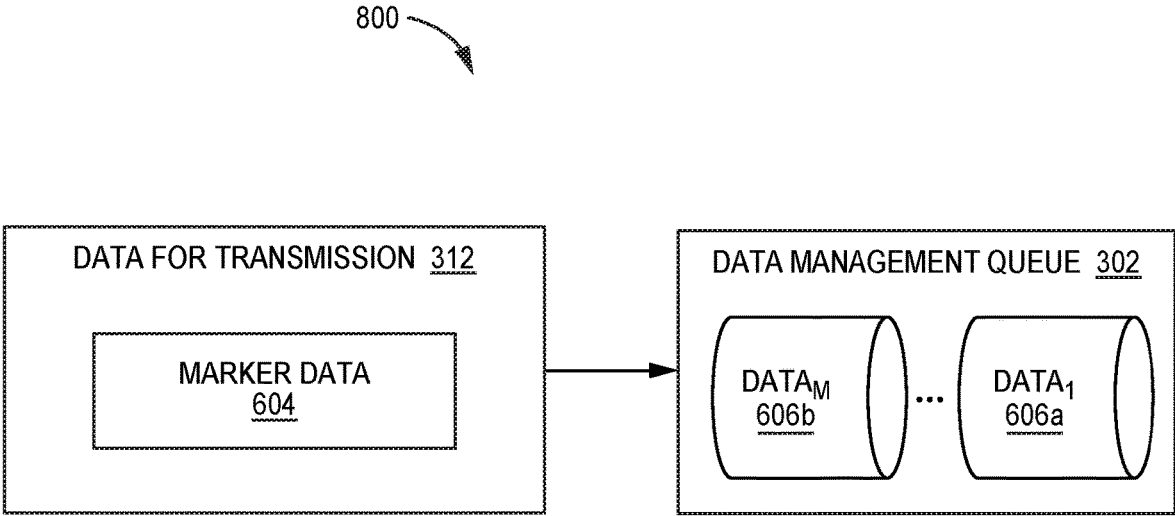 800
DATA FOR TRANSMISSION 312
MARKER DATA
604
DATA MANAGEMENT QUEUE 302
DATAM
606b
...
DATA1
606a